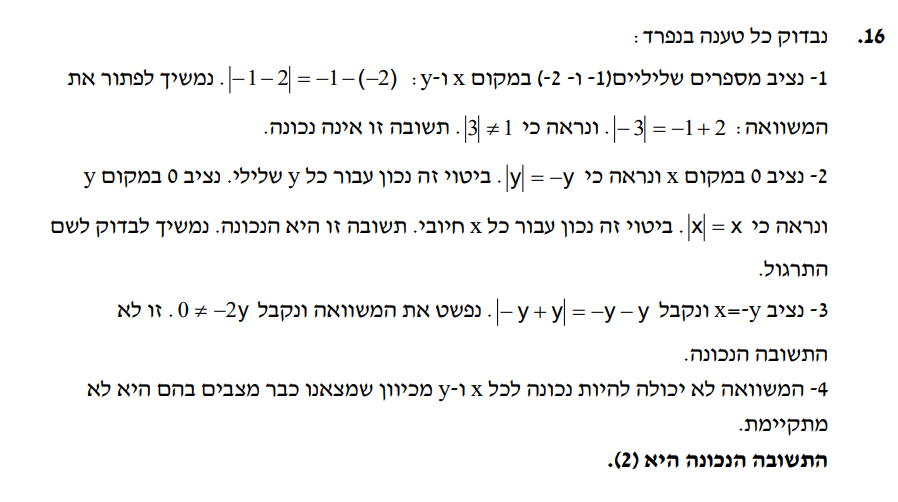 16. נבדוק כל טענה בנפרד:
1- נציב מספרים שליליים(1- ו- 2-) במקום x ו-y: |−1−2| = −1−(−2). נמשיך לפתור את
המשוואה: |−3| = −1+2. ונראה כי |3| ≠ 1. תשובה זו אינה נכונה.
2- נציב 0 במקום x ונראה כי |y| = −y. ביטוי זה נכון עבור כל y שלילי. נציב 0 במקום y
ונראה כי |x| = x. ביטוי זה נכון עבור כל x חיובי. תשובה זו היא הנכונה. נמשיך לבדוק לשם
התרגול.
3- נציב x=-y ונקבל |−y+y| = −y−y. נפשט את המשוואה ונקבל 0 ≠ −2y. זו לא
התשובה הנכונה.
4- המשוואה לא יכולה להיות נכונה לכל x ו-y מכיוון שמצאנו כבר מצבים בהם היא לא
מתקיימת.
התשובה הנכונה היא (2).